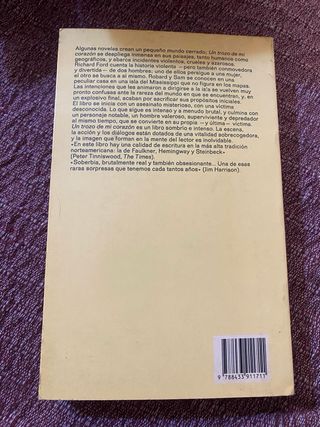 Algunas novelas crean un pequeño mundo cerrado; Un trozo de mi
corazón se despliega inmensa en sus paisajes, tanto humanos como
geográficos, y abarca incidentes violentos, crueles y azarosos.
Richard Ford cuenta la historia violenta —pero también conmovedora
y divertida— de dos hombres: uno de ellos persigue a una mujer,
el otro se busca a sí mismo. Robard y Sam se conocen en una
peculiar casa en una isla del Mississippi que no figura en los mapas.
Las intenciones que les animaron a dirigirse a la isla se vuelven muy
pronto confusas ante la rareza del mundo en que se encuentran, y, en
un explosivo final, acaban por sacrificar sus propósitos iniciales.
El libro se inicia con un asesinato misterioso, con una víctima
desconocida. Lo que sigue es intenso y a menudo brutal, y culmina con
un personaje notable, un hombre valeroso, superviviente y depredador
al mismo tiempo, que se convierte en su propia —y última— víctima.
Un trozo de mi corazón es un libro sombrío e intenso. La escena,
la acción y los diálogos están dotados de una vitalidad sobrecogedora,
y la imagen que forman en la mente del lector es inolvidable.
«En este libro hay una calidad de escritura en la más alta tradición
norteamericana: la de Faulkner, Hemingway y Steinbeck»
(Peter Tinniswood, The Times).
«Soberbia, brutalmente real y también obsesionante... Una de esas
raras sorpresas que tenemos cada tantos años» (Jim Harrison).
9 788433 911711